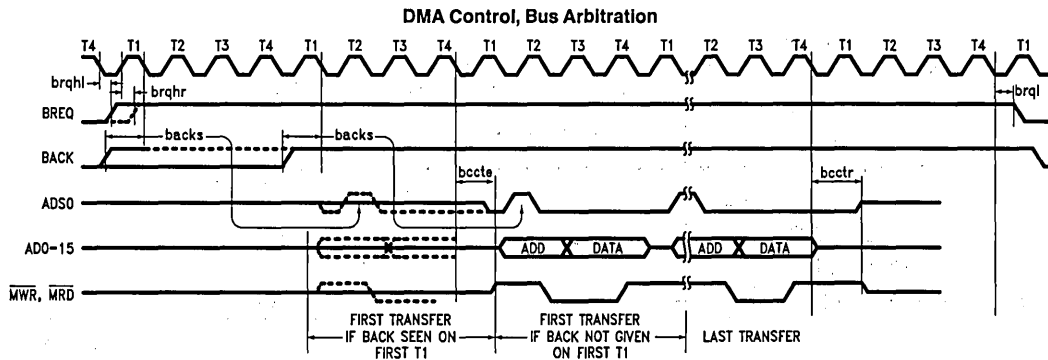 DMA Control, Bus Arbitration
T4 T1 T2 T3 T4 T1 T2 T3 T4 T1 T2 T3 T4 T1 T2 T3 T4 T1 T2 T3 T4 T1
brqhl
brqhr
brql
BREQ
backs
backs
BACK
bccte
bcctr
ADS0
AD0-15
ADD
DATA
ADD
DATA
MWR, MRD
FIRST TRANSFER
IF BACK SEEN ON
FIRST T1
FIRST TRANSFER
IF BACK NOT GIVEN
ON FIRST T1
LAST TRANSFER